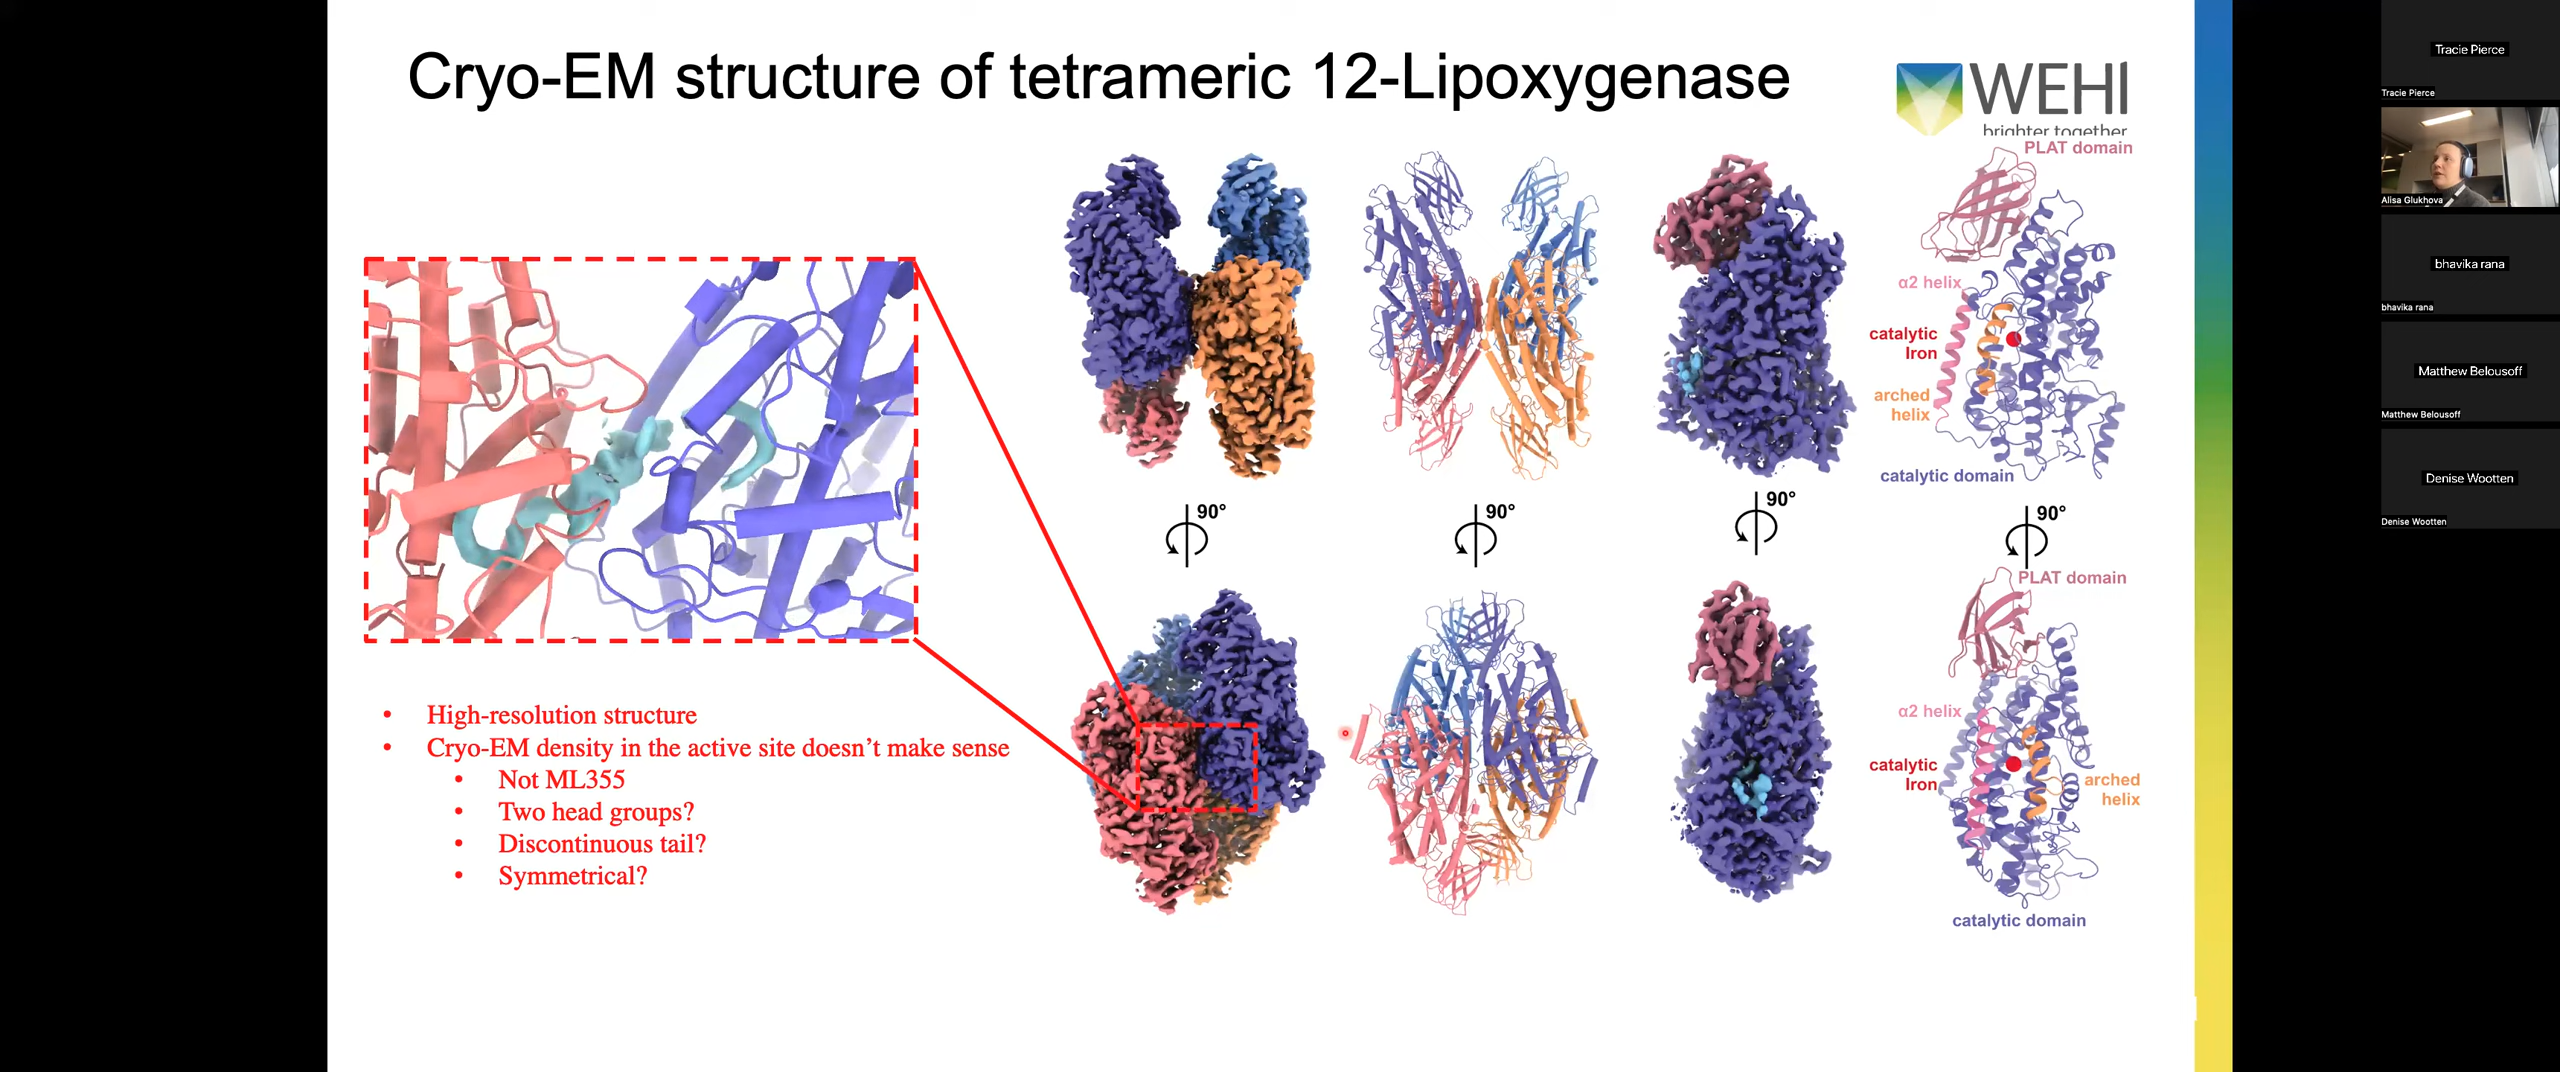 Cryo-EM structure of tetrameric 12-Lipoxygenase
WEHI
brighter together
PLAT domain
α2 helix
catalytic
Iron
arched
helix
catalytic domain
90°
90°
90°
90°
PLAT domain
α2 helix
catalytic
Iron
arched
helix
catalytic domain
• High-resolution structure
• Cryo-EM density in the active site doesn't make sense
• Not ML355
• Two head groups?
• Discontinuous tail?
• Symmetrical?
Tracie Pierce
Tracie Pierce
Alisa Glukhova
bhavika rana
bhavika rana
Matthew Belousoff
Matthew Belousoff
Denise Wootten
Denise Wootten